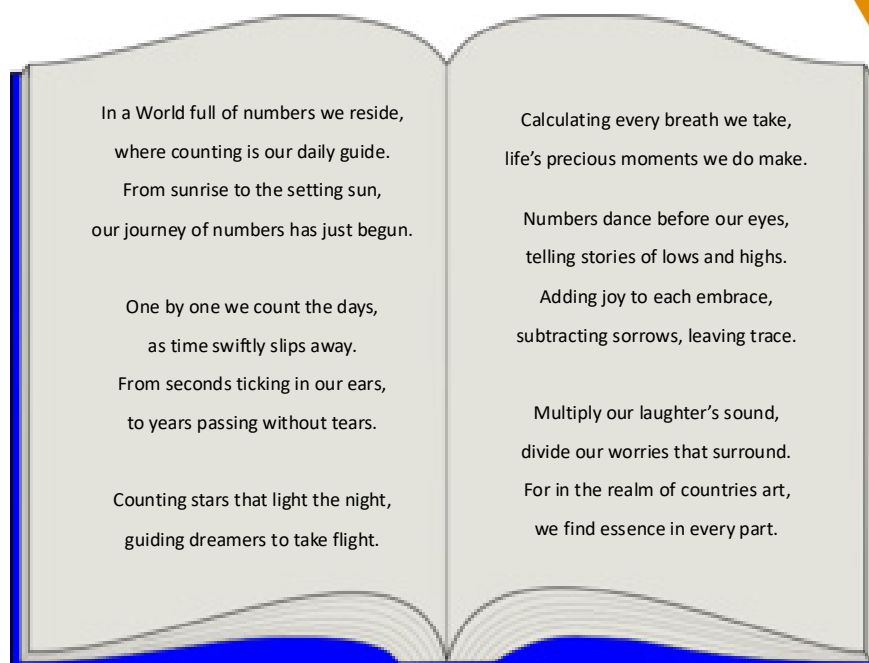 In a World full of numbers we reside,
where counting is our daily guide.
From sunrise to the setting sun,
our journey of numbers has just begun.
One by one we count the days,
as time swiftly slips away.
From seconds ticking in our ears,
to years passing without tears.
Counting stars that light the night,
guiding dreamers to take flight.
Calculating every breath we take,
life’s precious moments we do make.
Numbers dance before our eyes,
telling stories of lows and highs.
Adding joy to each embrace,
subtracting sorrows, leaving trace.
Multiply our laughter’s sound,
divide our worries that surround.
For in the realm of countries art,
we find essence in every part.